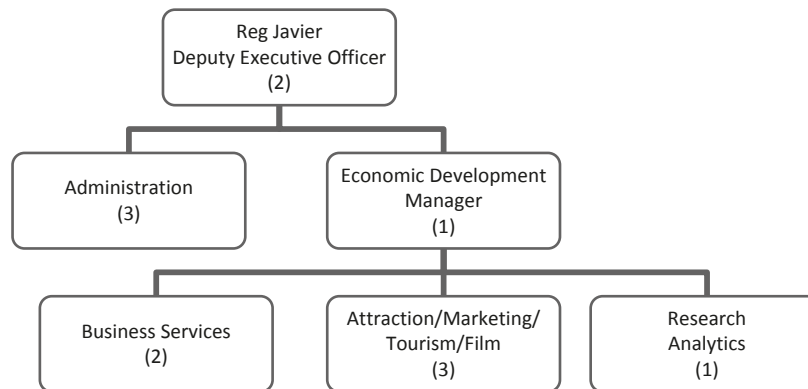 Reg Javier
Deputy Executive Officer
(2)
Administration
(3)
Economic Development
Manager
(1)
Business Services
(2)
Attraction/Marketing/
Tourism/Film
(3)
Research
Analytics
(1)